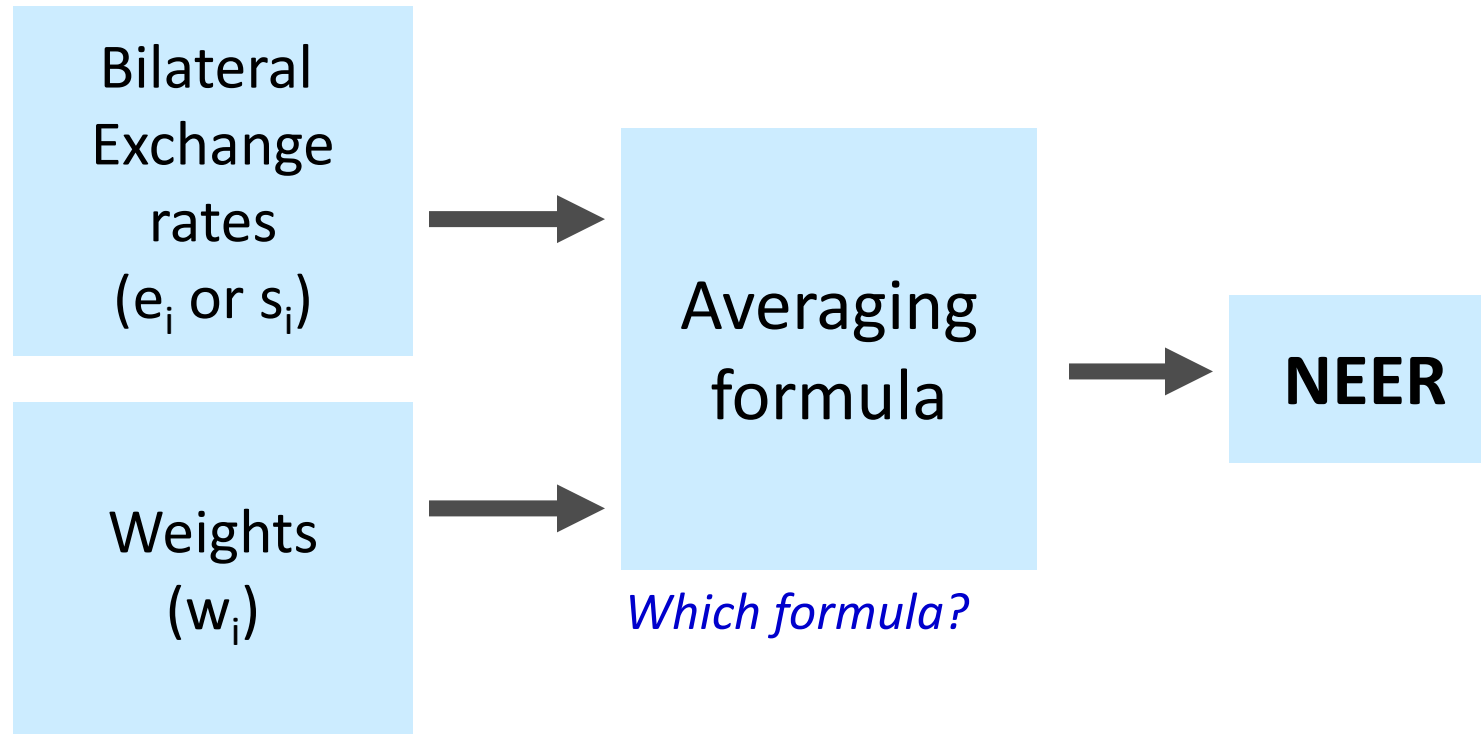 Bilateral
Exchange
rates
(eᵢ or sᵢ)
Weights
(wᵢ)
Averaging
formula
Which formula?
NEER